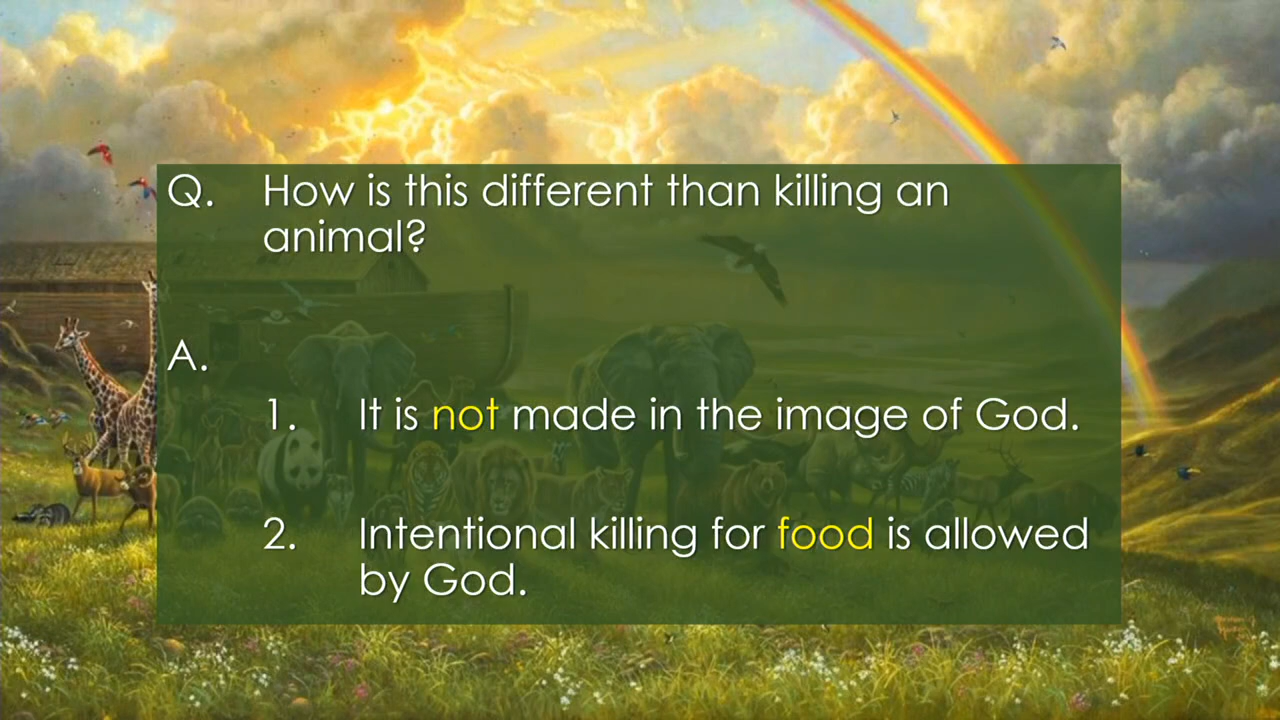 Q. How is this different than killing an
animal?
A.
1. It is not made in the image of God.
2. Intentional killing for food is allowed
by God.